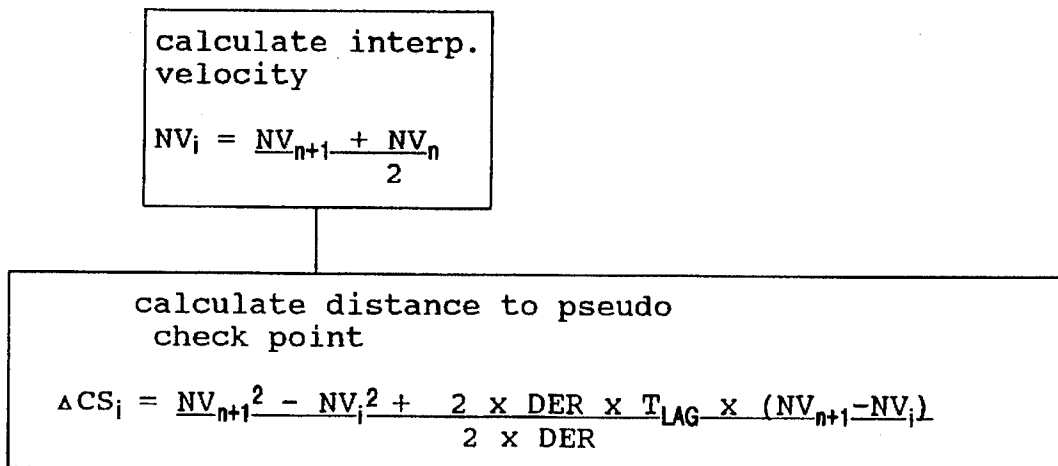 calculate interp.
velocity
NVᵢ = NVₙ₊₁ + NVₙ
2
calculate distance to pseudo
check point
ΔCSᵢ = NVₙ₊₁² - NVᵢ² + 2 x DER x T_LAG x (NVₙ₊₁-NVᵢ)
2 x DER